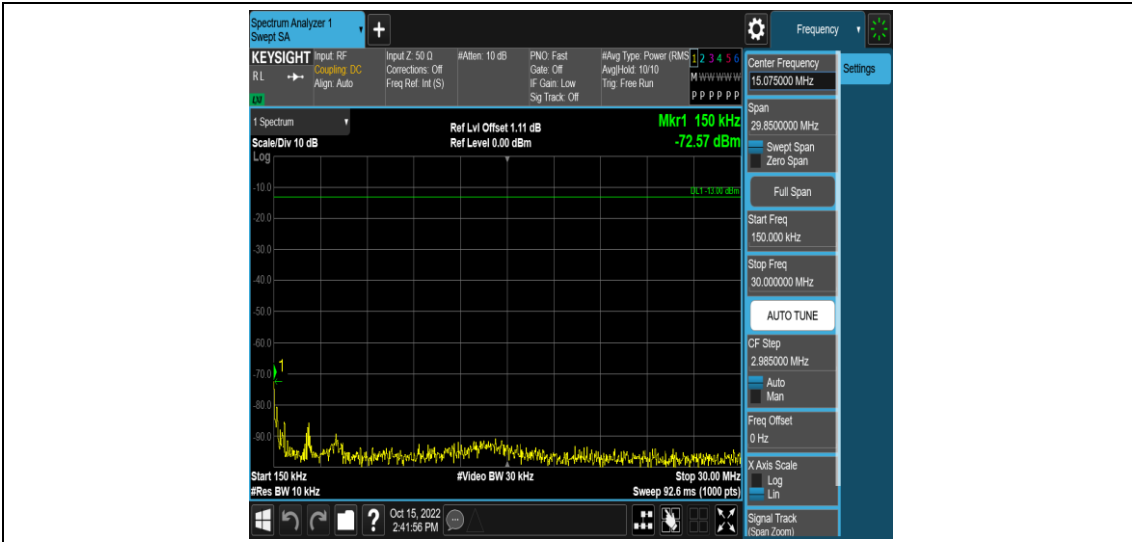 Spectrum Analyzer 1
Swept SA
+
Frequency
KEYSIGHT
R L
LXI
Input: RF
Coupling: DC
Align: Auto
Input Z: 50 Ω
Corrections: Off
Freq Ref: Int (S)
#Atten: 10 dB
PNO: Fast
Gate: Off
IF Gain: Low
Sig Track: Off
#Avg Type: Power (RMS
Avg|Hold: 10/10
Trig: Free Run
1 2 3 4 5 6
M W W W W W
P P P P P P
Center Frequency
15.075000 MHz
Settings
Span
29.8500000 MHz
Swept Span
Zero Span
Full Span
Start Freq
150.000 kHz
Stop Freq
30.000000 MHz
AUTO TUNE
CF Step
2.985000 MHz
Auto
Man
Freq Offset
0 Hz
X Axis Scale
Log
Lin
Signal Track
(Span Zoom)
1 Spectrum
Scale/Div 10 dB
Log
Ref Lvl Offset 1.11 dB
Ref Level 0.00 dBm
Mkr1 150 kHz
-72.57 dBm
DL1 -13.00 dBm
-10.0
-20.0
-30.0
-40.0
-50.0
-60.0
1
-70.0
-80.0
-90.0
Start 150 kHz
#Res BW 10 kHz
#Video BW 30 kHz
Stop 30.00 MHz
Sweep 92.6 ms (1000 pts)
?
Oct 15, 2022
2:41:56 PM